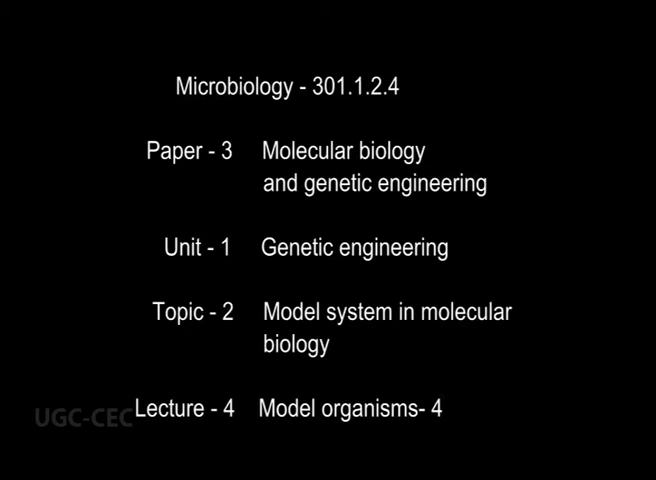 Microbiology - 301.1.2.4
Paper - 3 Molecular biology
and genetic engineering
Unit - 1 Genetic engineering
Topic - 2 Model system in molecular
biology
Lecture - 4 Model organisms- 4
UGC-CEC